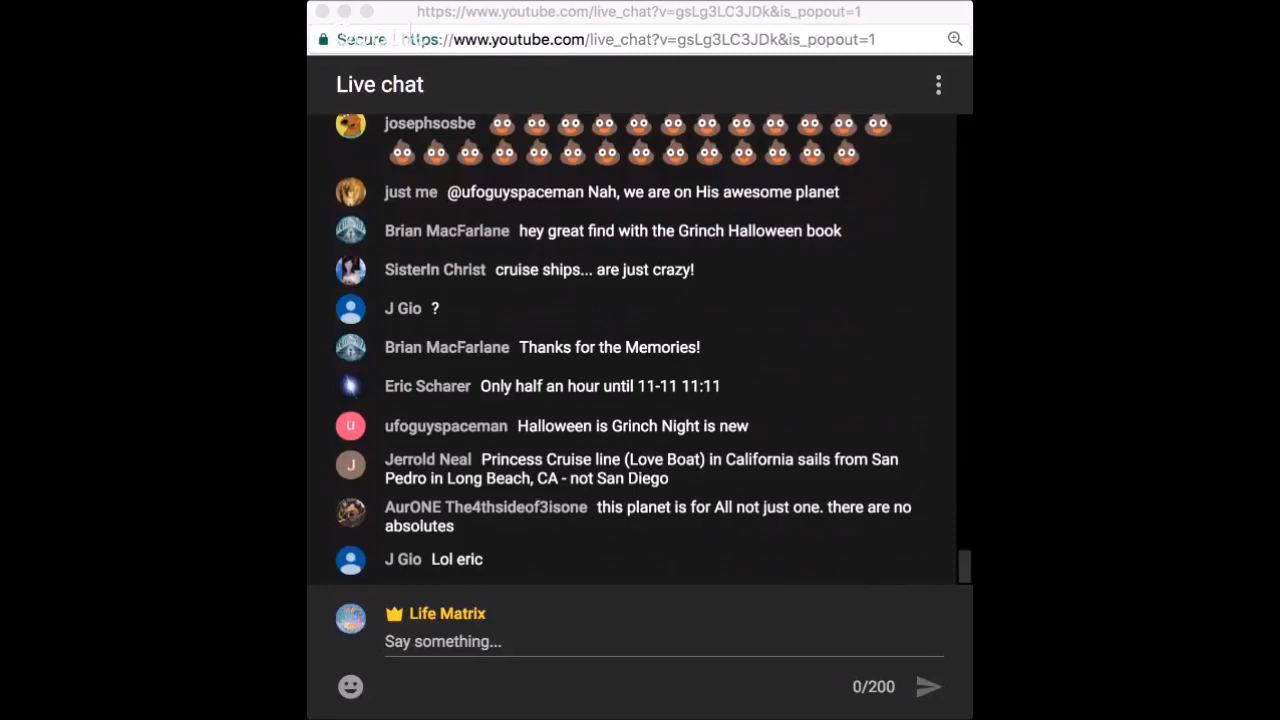 https://www.youtube.com/live_chat?v=gsLg3LC3JDk&is_popout=1
Secure https://www.youtube.com/live_chat?v=gsLg3LC3JDk&is_popout=1
Live chat
josephsosbe 💩💩💩💩💩💩💩💩💩💩💩💩
💩💩💩💩💩💩💩💩💩💩💩💩💩💩
just me @ufoguyspaceman Nah, we are on His awesome planet
Brian MacFarlane hey great find with the Grinch Halloween book
SisterIn Christ cruise ships... are just crazy!
J Gio ?
Brian MacFarlane Thanks for the Memories!
Eric Scharer Only half an hour until 11-11 11:11
u
ufoguyspaceman Halloween is Grinch Night is new
J
Jerrold Neal Princess Cruise line (Love Boat) in California sails from San
Pedro in Long Beach, CA - not San Diego
AurONE The4thsideof3isone this planet is for All not just one. there are no
absolutes
J Gio Lol eric
Life Matrix
Say something...
0/200